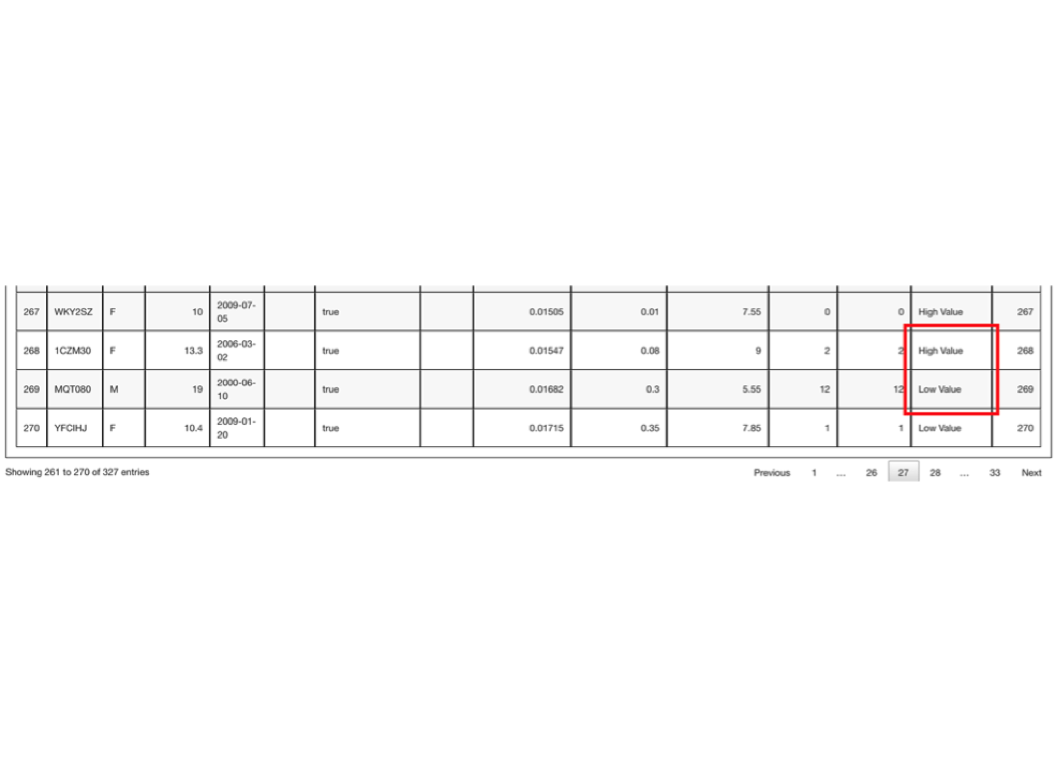 267 WKY2SZ F 10 2009-07-
05 true 0.01505 0.01 7.55 0 0 High Value 267
268 1CZM30 F 13.3 2006-03-
02 true 0.01547 0.08 9 2 2 High Value 268
269 MQT080 M 19 2000-06-
10 true 0.01682 0.3 5.55 12 12 Low Value 269
270 YFCIHJ F 10.4 2009-01-
20 true 0.01715 0.35 7.85 1 1 Low Value 270
Showing 261 to 270 of 327 entries Previous 1 ... 26 27 28 ... 33 Next